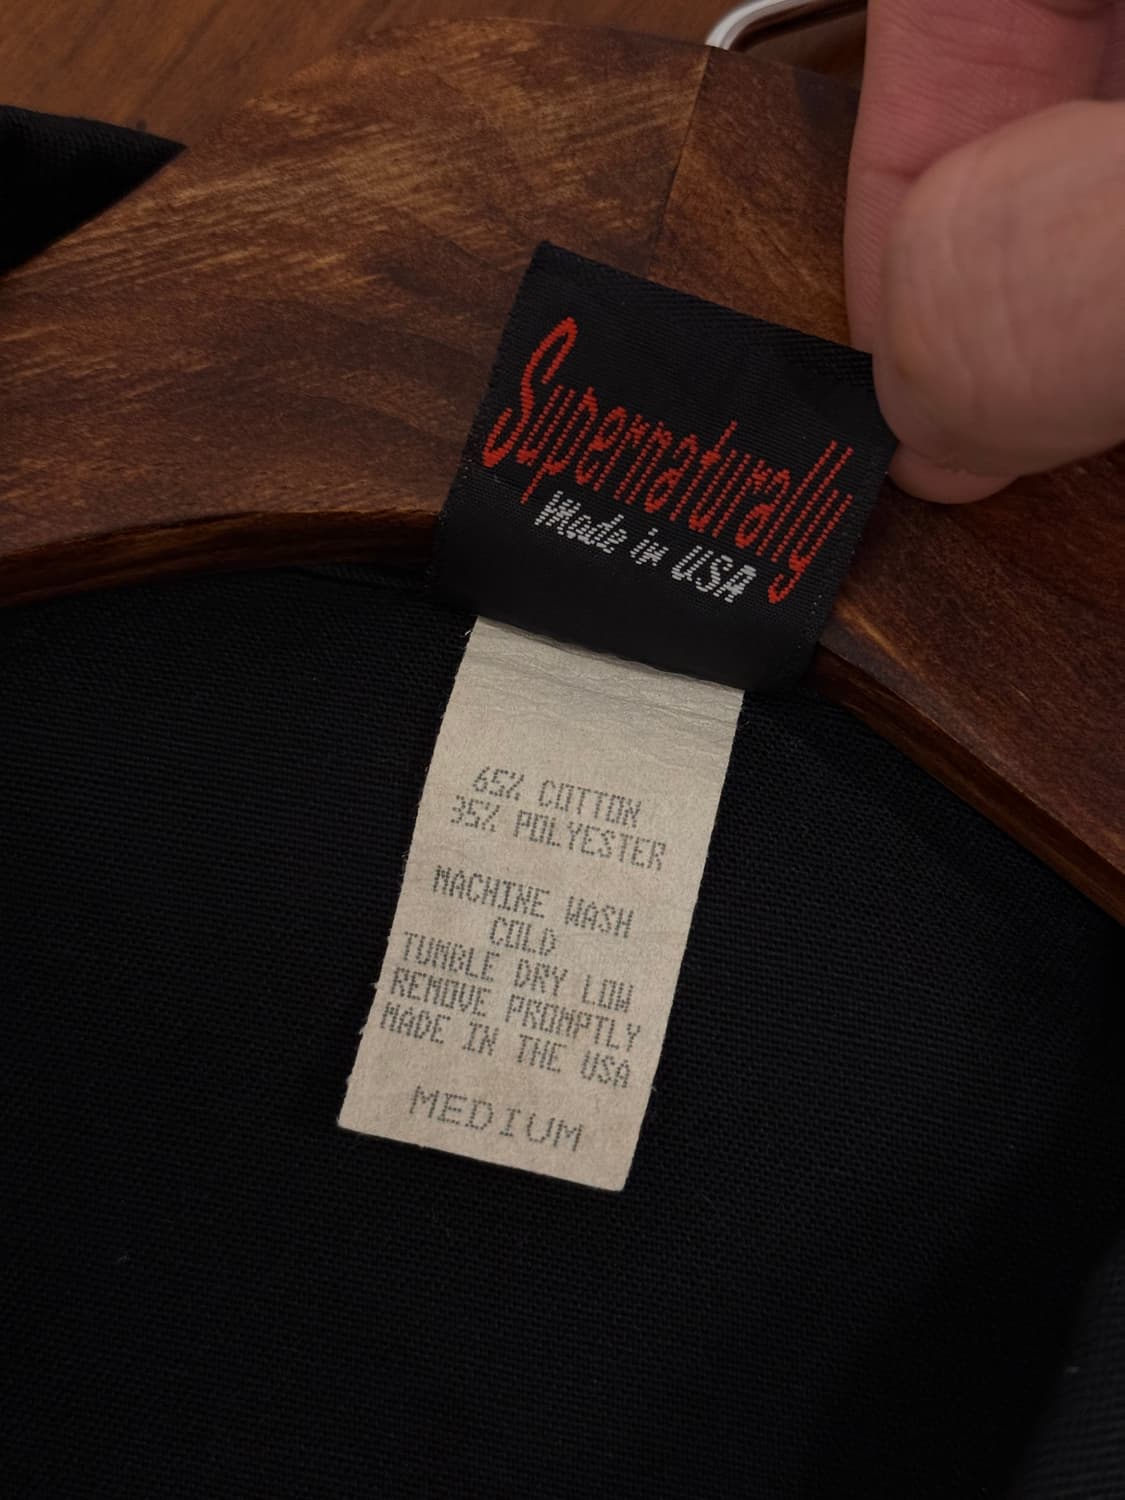 Supernaturally
Made in USA
65% COTTON
35% POLYESTER
MACHINE WASH
COLD
TUMBLE DRY LOW
REMOVE PROMPTLY
MADE IN THE USA
MEDIUM